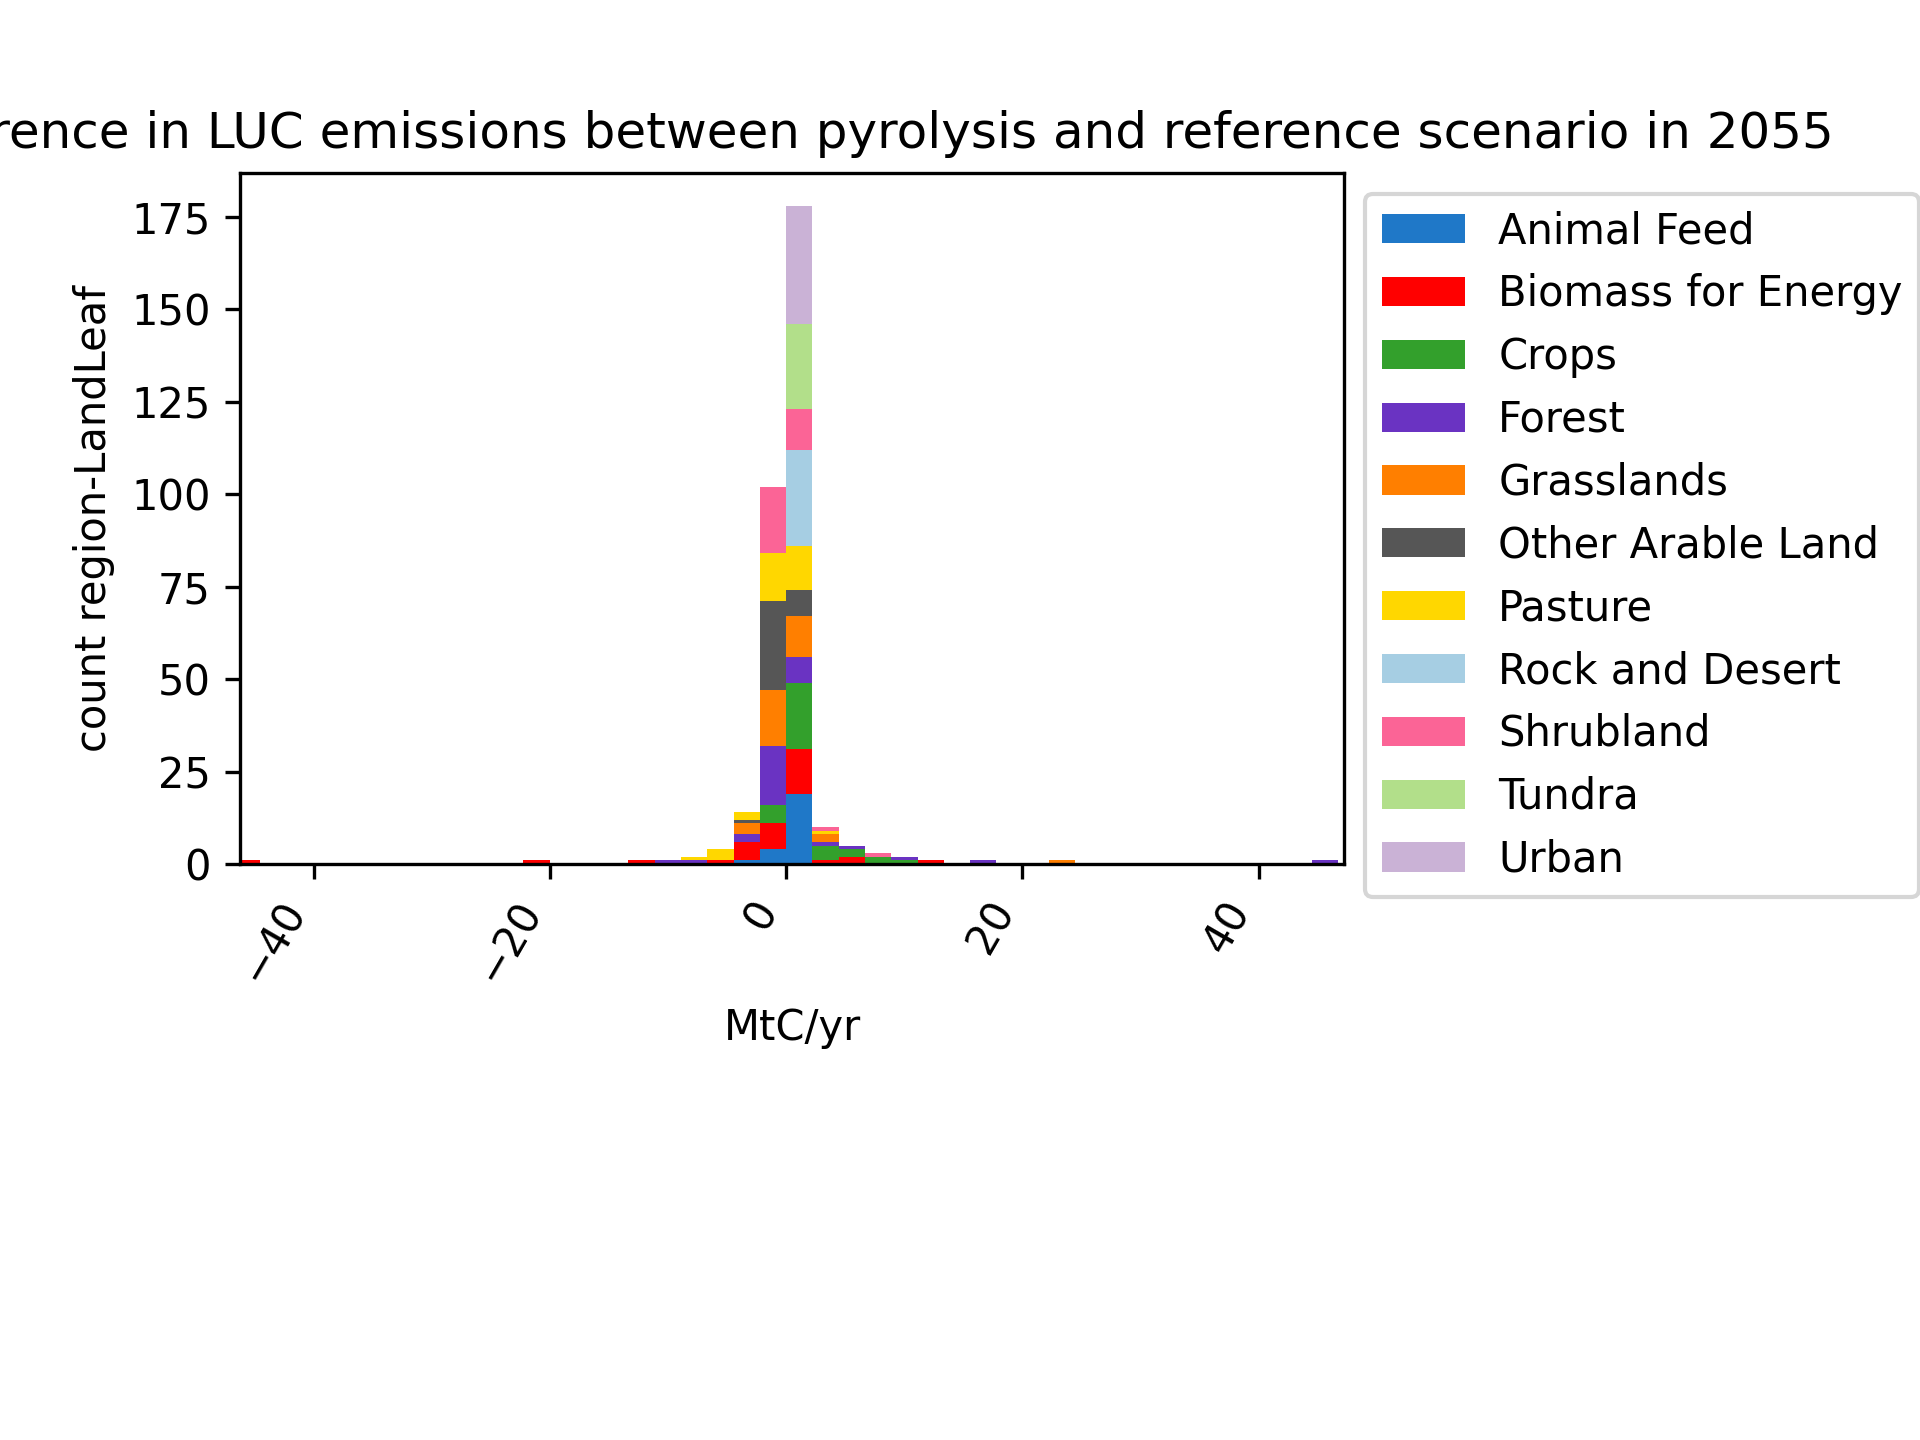 rence in LUC emissions between pyrolysis and reference scenario in 2055
175
150
125
100
75
50
25
0
count region-LandLeaf
−40
−20
0
20
40
MtC/yr
Animal Feed
Biomass for Energy
Crops
Forest
Grasslands
Other Arable Land
Pasture
Rock and Desert
Shrubland
Tundra
Urban